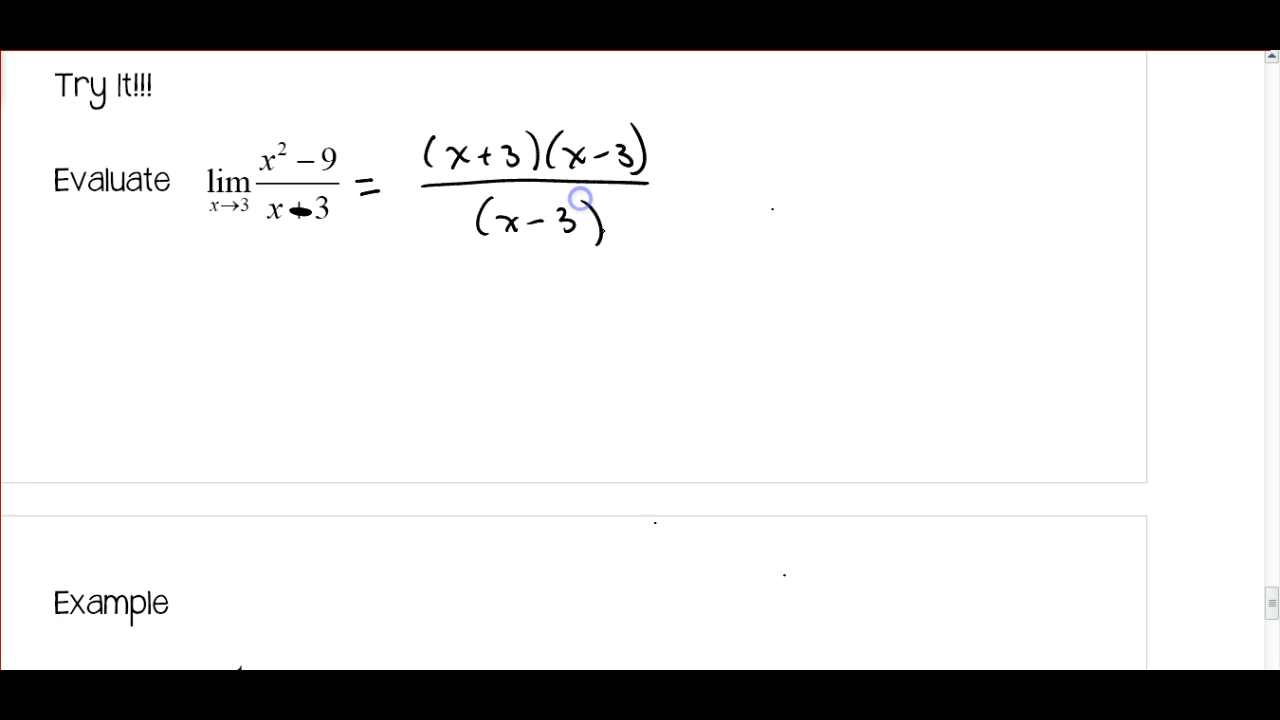 Try It!!!
Evaluate lim x→3 x² − 9 / x − 3 = (x+3)(x−3) / (x−3)
Example